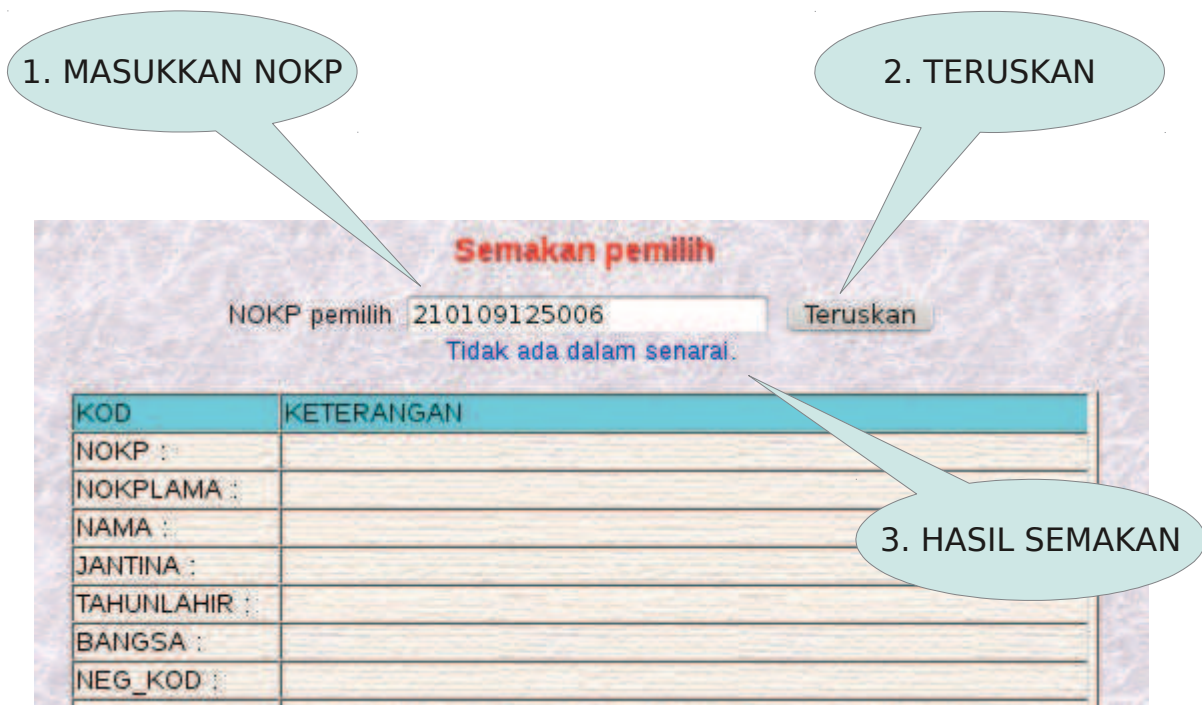 1. MASUKKAN NOKP
2. TERUSKAN
Semakan pemilih
NOKP pemilih 210109125006 Teruskan
Tidak ada dalam senarai.
KOD KETERANGAN
NOKP :
NOKPLAMA :
NAMA :
3. HASIL SEMAKAN
JANTINA :
TAHUNLAHIR :
BANGSA :
NEG_KOD :